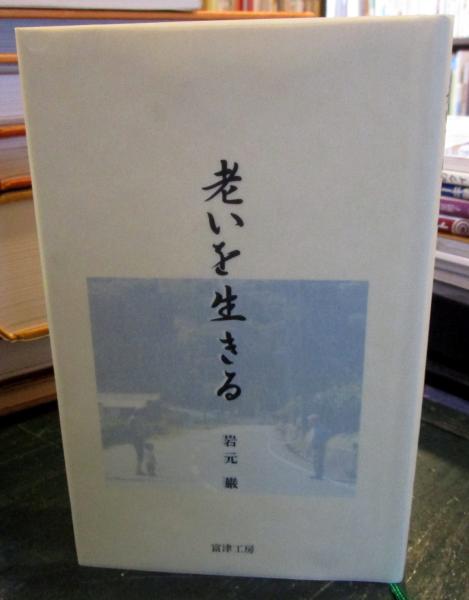 老いを生きる
岩元 巌
富津工房